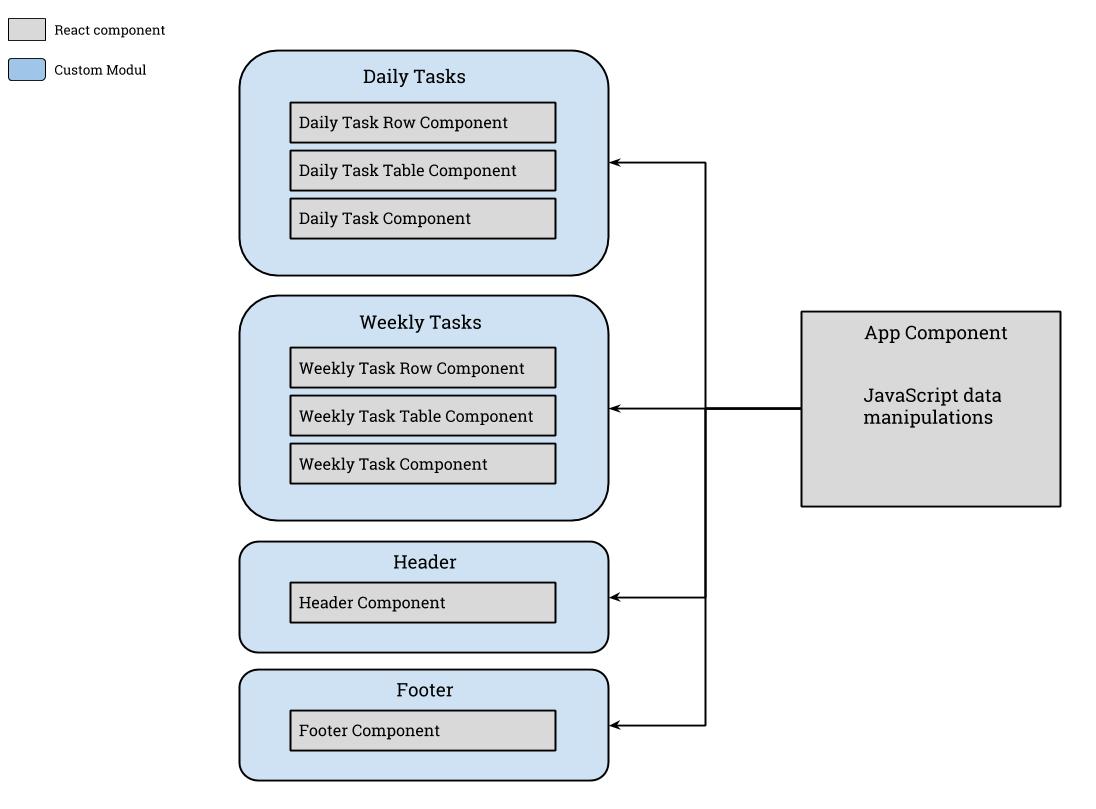 React component
Custom Modul
Daily Tasks
Daily Task Row Component
Daily Task Table Component
Daily Task Component
Weekly Tasks
Weekly Task Row Component
Weekly Task Table Component
Weekly Task Component
Header
Header Component
Footer
Footer Component
App Component
JavaScript data
manipulations